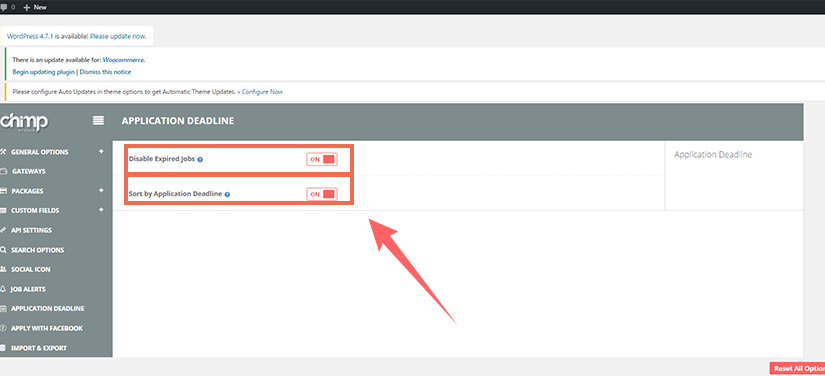 0 + New
WordPress 4.7.1 is available! Please update now.
There is an update available for: Woocommerce.
Begin updating plugin | Dismiss this notice
Please configure Auto Updates in theme options to get Automatic Theme Updates. » Configure Now
chimp
STUDIO
APPLICATION DEADLINE
GENERAL OPTIONS +
GATEWAYS
PACKAGES +
CUSTOM FIELDS +
API SETTINGS
SEARCH OPTIONS
SOCIAL ICON
JOB ALERTS
APPLICATION DEADLINE
APPLY WITH FACEBOOK
IMPORT & EXPORT
Disable Expired Jobs ? ON
Sort by Application Deadline ? ON
Application Deadline
Reset All Option